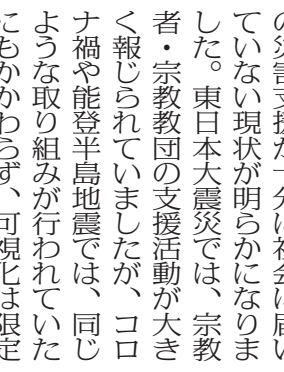 の災害支援が十分に社会に届い
ていない現状が明らかになりま
した。東日本大震災では、宗教
者・宗教教団の支援活動が大き
く報じられていましたが、コロ
ナ禍や能登半島地震では、同じ
ような取り組みが行われていた
にもかかわらず、可視化は限定